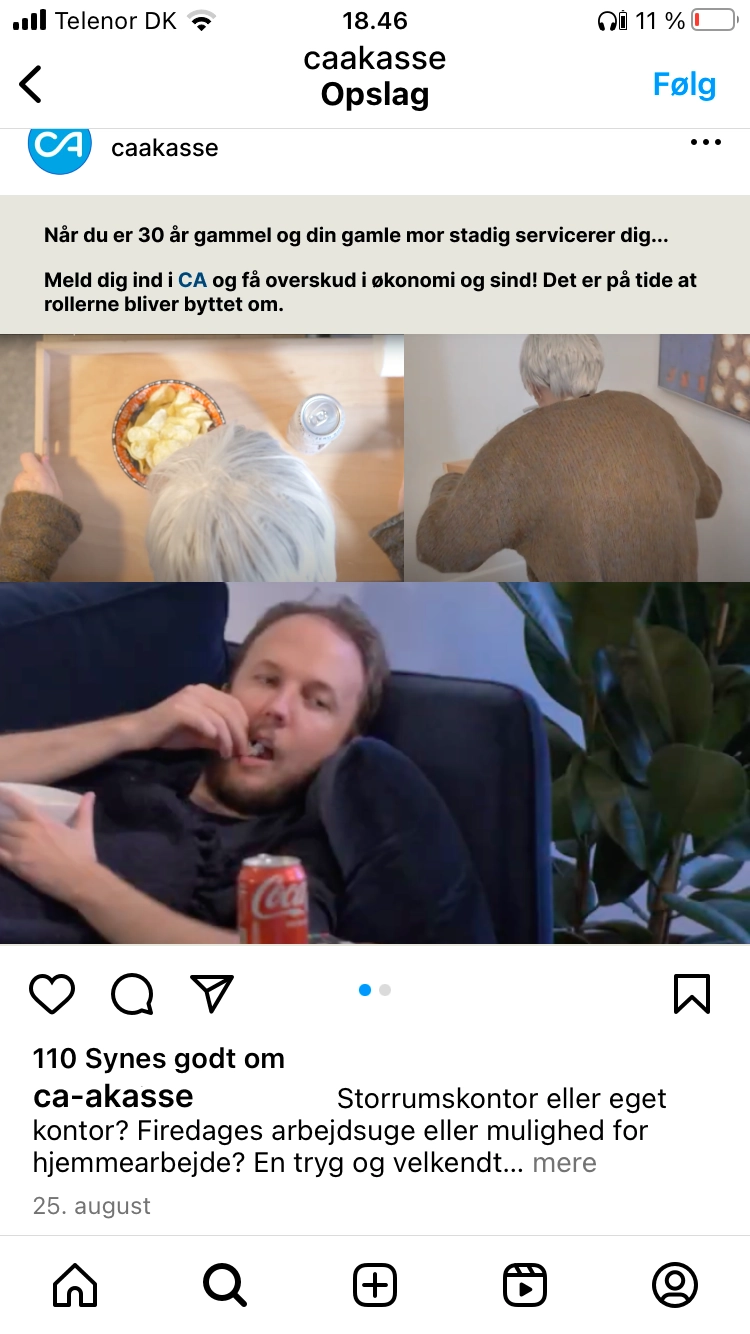 Telenor DK 18.46 11 %
caakasse
Opslag
Følg
CA
caakasse
Når du er 30 år gammel og din gamle mor stadig servicerer dig...
Meld dig ind i CA og få overskud i økonomi og sind! Det er på tide at
rollerne bliver byttet om.
Coca
110 Synes godt om
ca-akasse Storrumskontor eller eget
kontor? Firedages arbejdsuge eller mulighed for
hjemmearbejde? En tryg og velkendt... mere
25. august